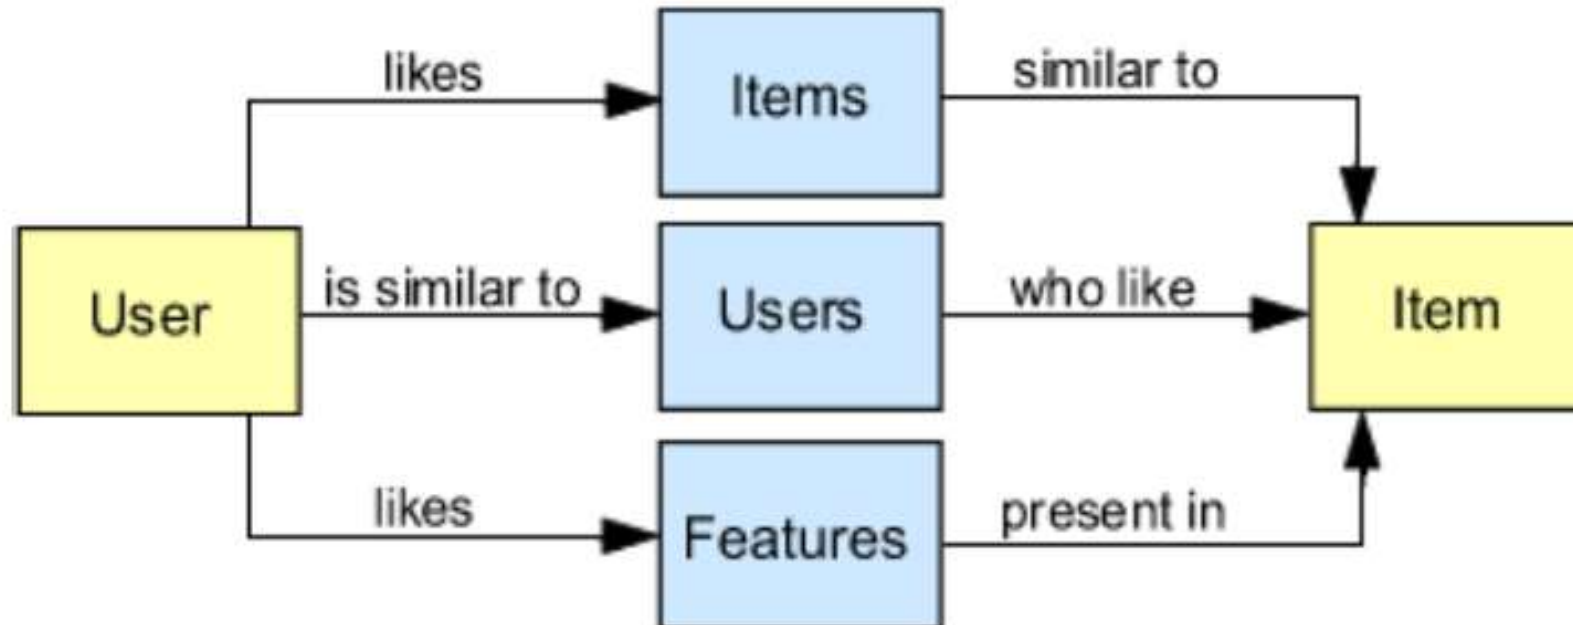 likes
Items
similar to
User
is similar to
Users
who like
Item
likes
Features
present in